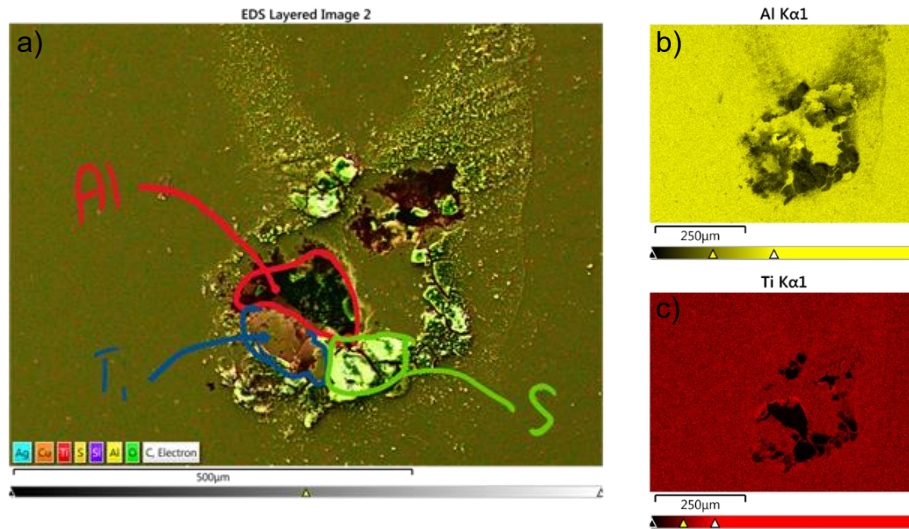 EDS Layered Image 2
a)
Al
Ti
S
Ag Cu Ti S Si Al O C, Electron
500µm
Al Kα1
b)
250µm
Ti Kα1
c)
250µm